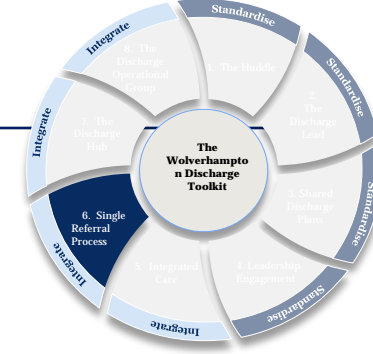 Standardise
1. The Huddle
Standardise
2.
The
Discharge
Lead
Standardise
3. Shared
Discharge
Plans
Standardise
4. Leadership
Engagement
Integrate
5. Integrated
Care
Integrate
6. Single
Referral
Process
Integrate
7. The
Discharge
Hub
Integrate
8. The
Discharge
Operational
Group
The
Wolverhampto
n Discharge
Toolkit